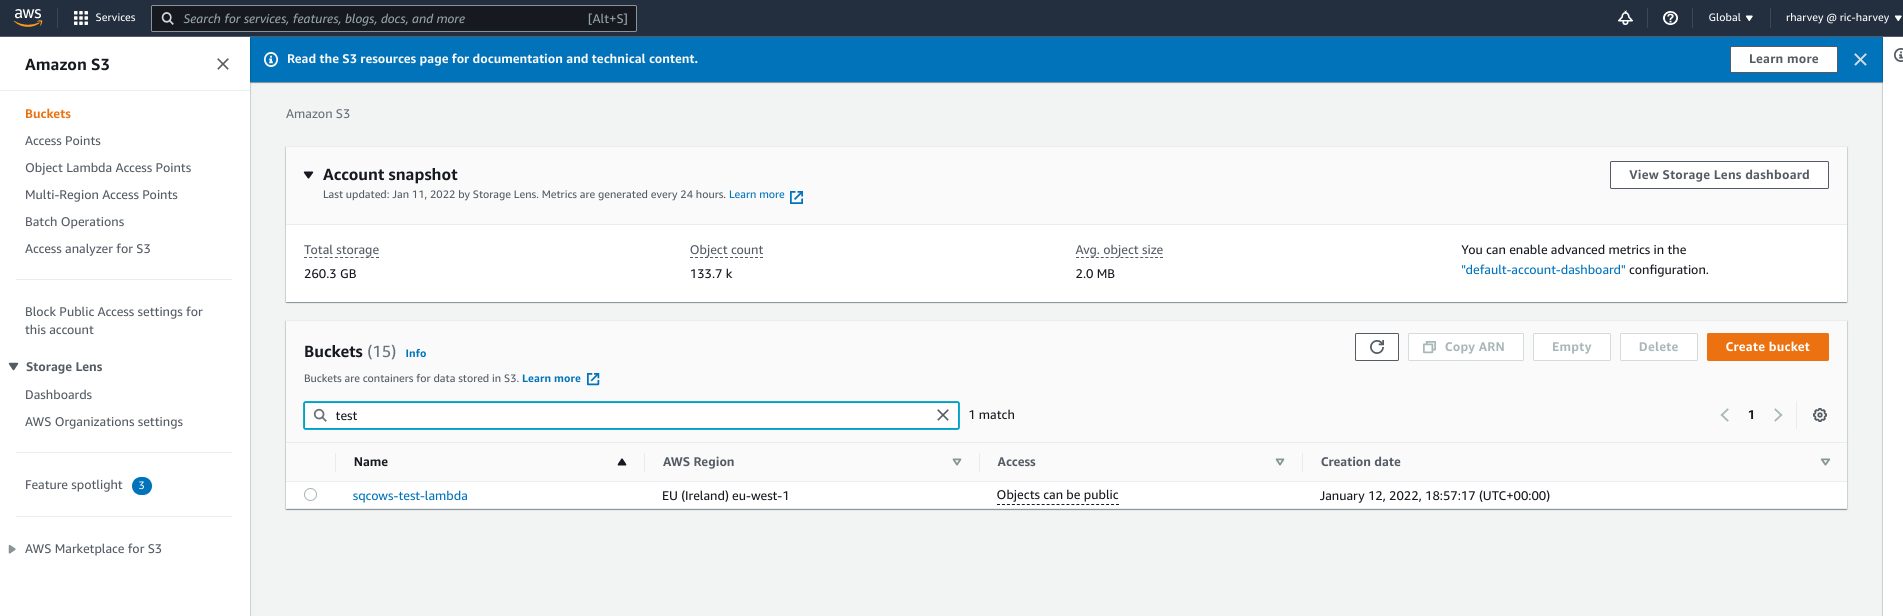 aws
Services
Search for services, features, blogs, docs, and more
[Alt+S]
Global ▼
rharvey @ ric-harvey ▼
Amazon S3
Buckets
Access Points
Object Lambda Access Points
Multi-Region Access Points
Batch Operations
Access analyzer for S3
Block Public Access settings for
this account
Storage Lens
Dashboards
AWS Organizations settings
Feature spotlight 3
AWS Marketplace for S3
Read the S3 resources page for documentation and technical content.
Learn more
Amazon S3
Account snapshot
Last updated: Jan 11, 2022 by Storage Lens. Metrics are generated every 24 hours. Learn more
View Storage Lens dashboard
Total storage
260.3 GB
Object count
133.7 k
Avg. object size
2.0 MB
You can enable advanced metrics in the
"default-account-dashboard" configuration.
Buckets (15) Info
Buckets are containers for data stored in S3. Learn more
Copy ARN
Empty
Delete
Create bucket
test
1 match
1
Name
AWS Region
Access
Creation date
sqcows-test-lambda
EU (Ireland) eu-west-1
Objects can be public
January 12, 2022, 18:57:17 (UTC+00:00)